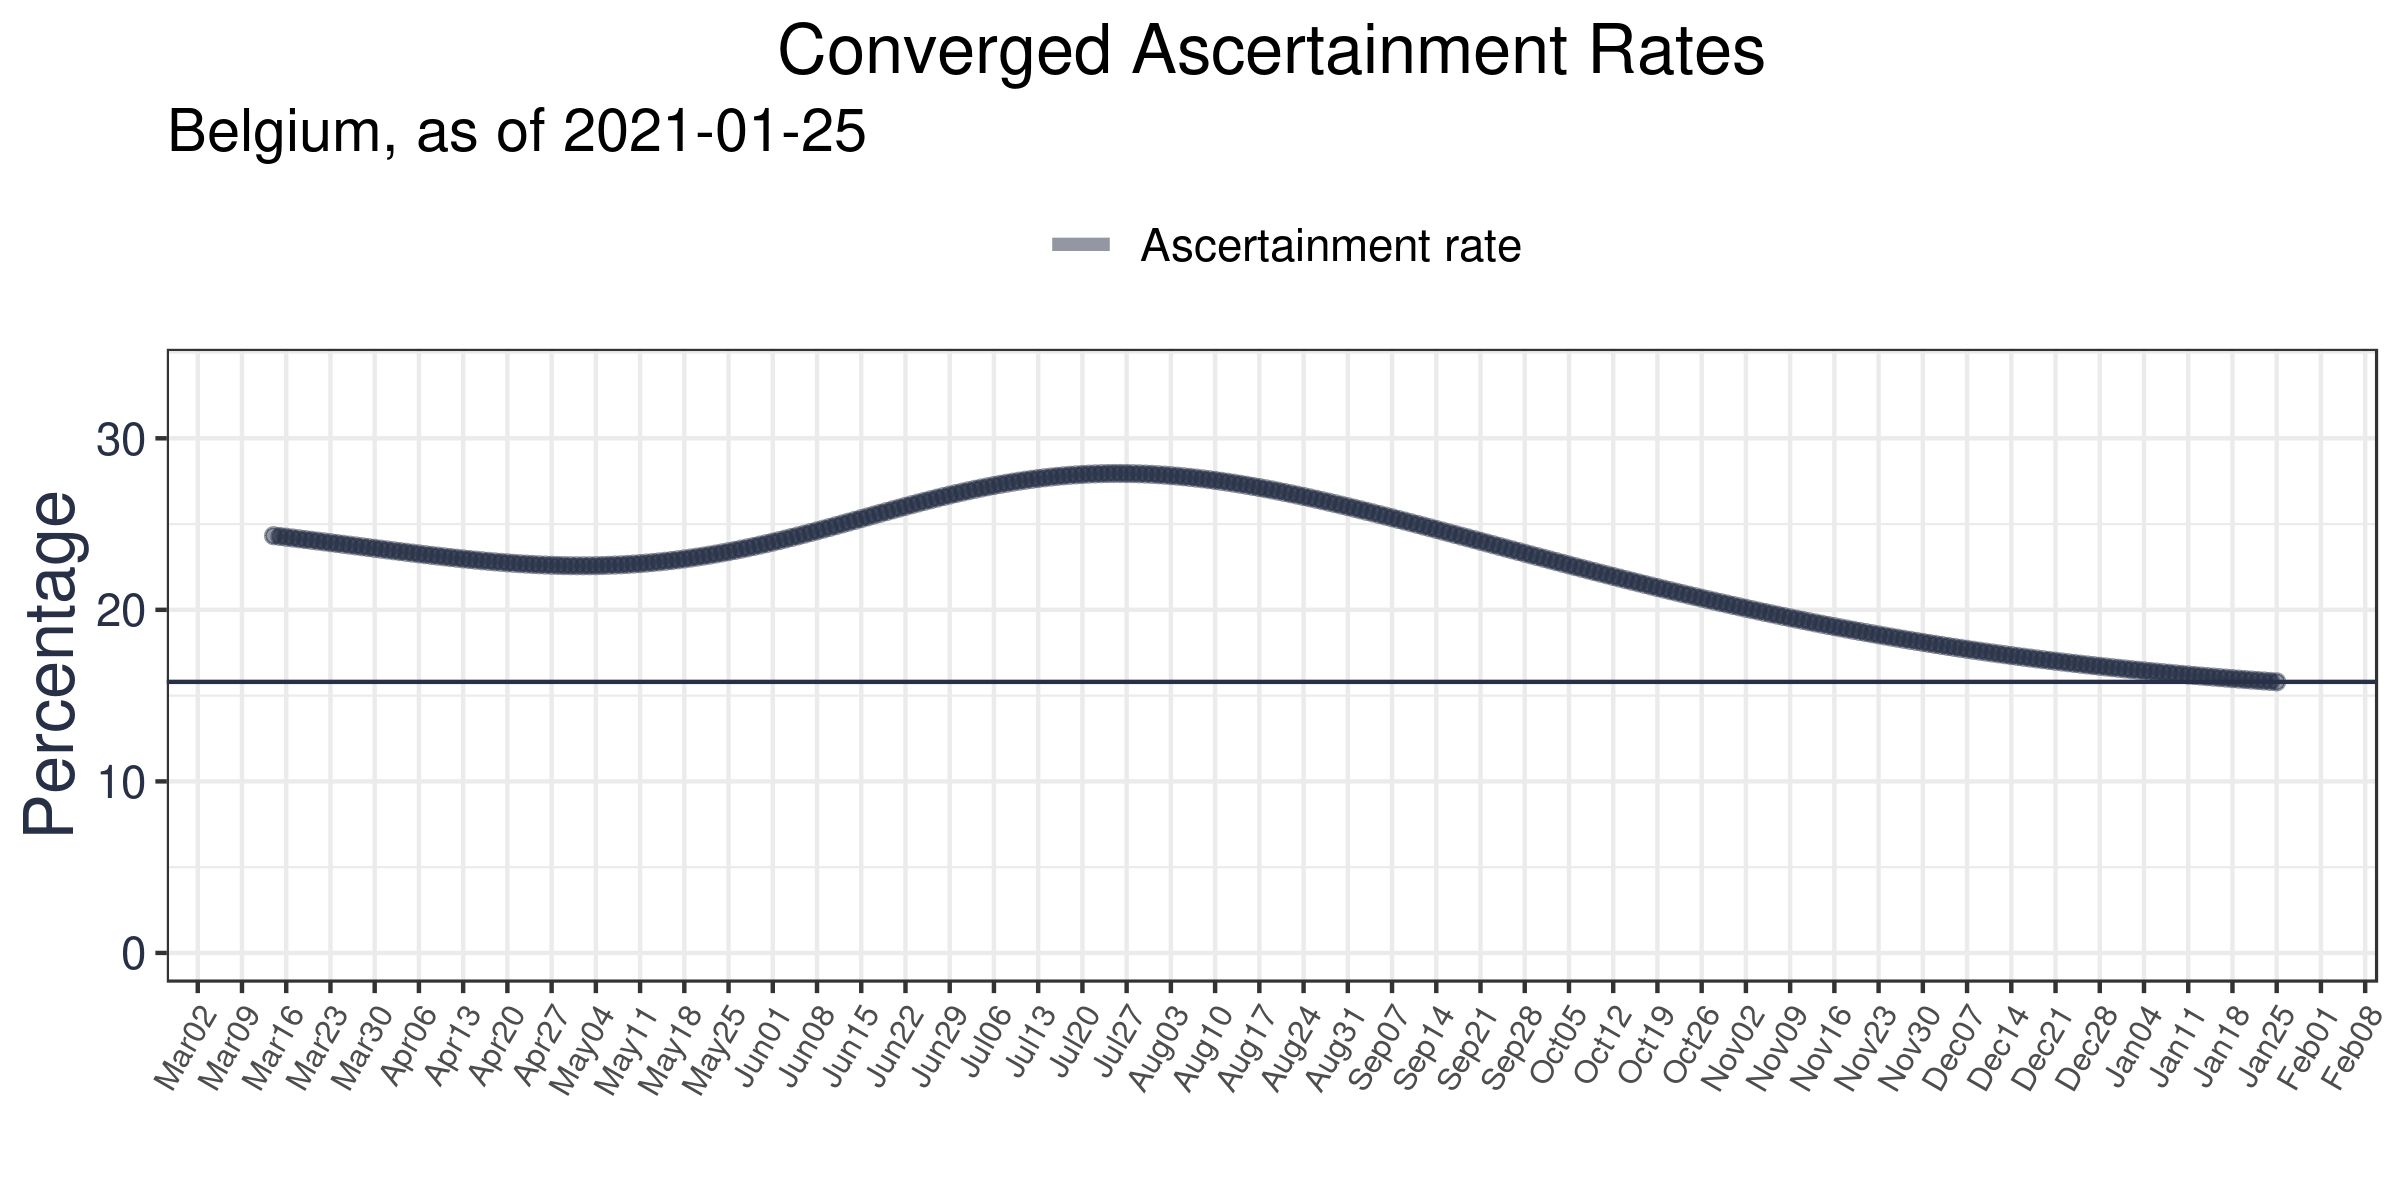 Converged Ascertainment Rates
Belgium, as of 2021-01-25
Ascertainment rate
Percentage
30
20
10
0
Mar02 Mar09 Mar16 Mar23 Mar30 Apr06 Apr13 Apr20 Apr27 May04 May11 May18 May25 Jun01 Jun08 Jun15 Jun22 Jun29 Jul06 Jul13 Jul20 Jul27 Aug03 Aug10 Aug17 Aug24 Aug31 Sep07 Sep14 Sep21 Sep28 Oct05 Oct12 Oct19 Oct26 Nov02 Nov09 Nov16 Nov23 Nov30 Dec07 Dec14 Dec21 Dec28 Jan04 Jan11 Jan18 Jan25 Feb01 Feb08